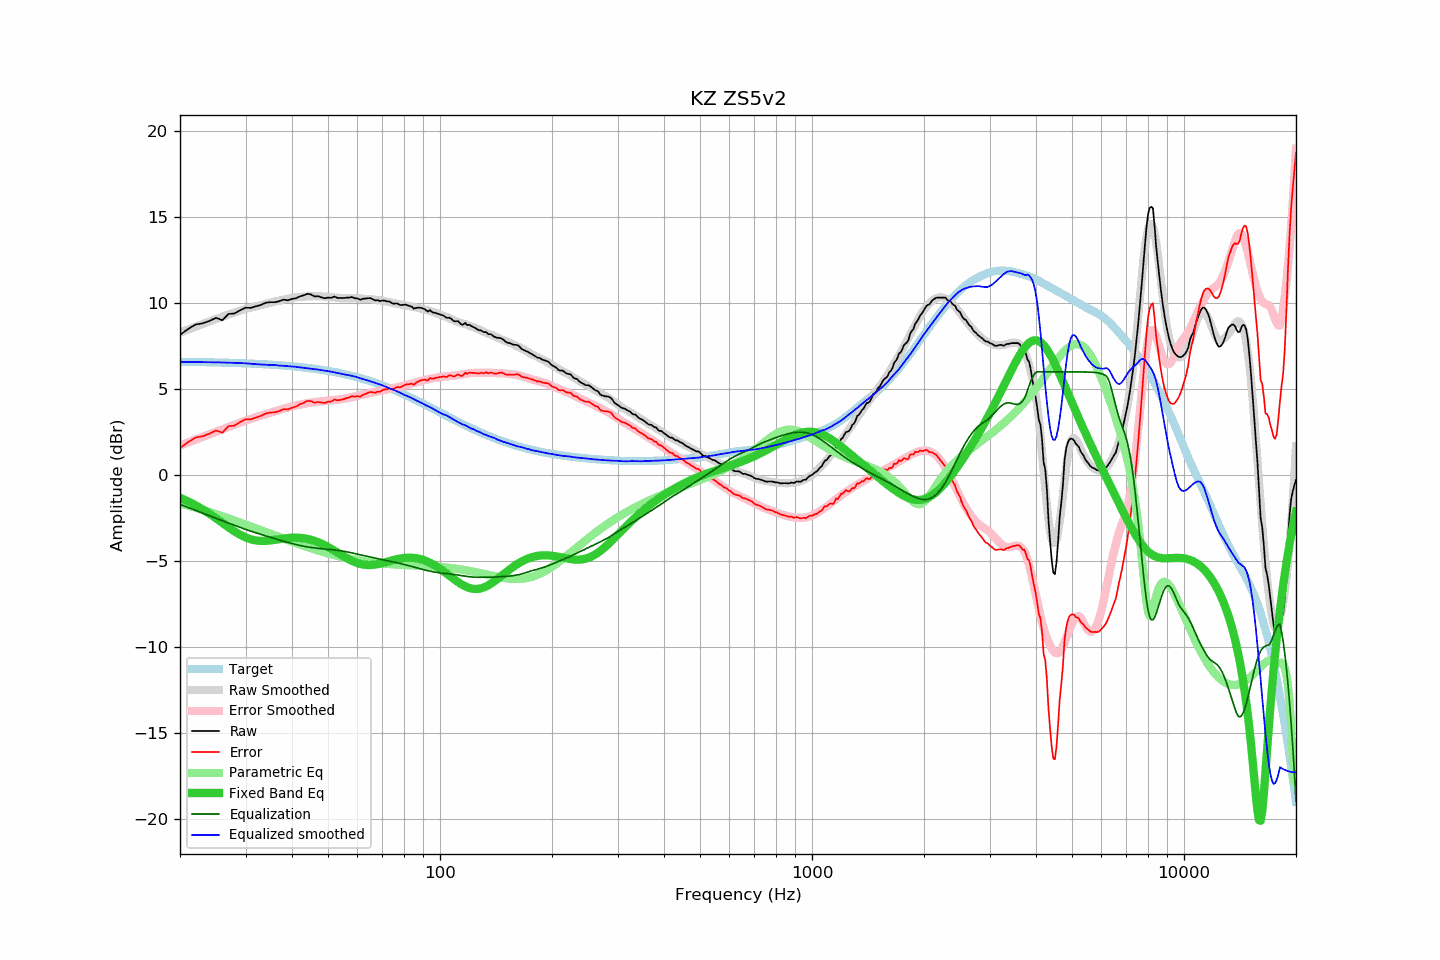 KZ ZS5v2
Amplitude (dBr)
20
15
10
5
0
−5
−10
−15
−20
Target
Raw Smoothed
Error Smoothed
Raw
Error
Parametric Eq
Fixed Band Eq
Equalization
Equalized smoothed
100
1000
10000
Frequency (Hz)